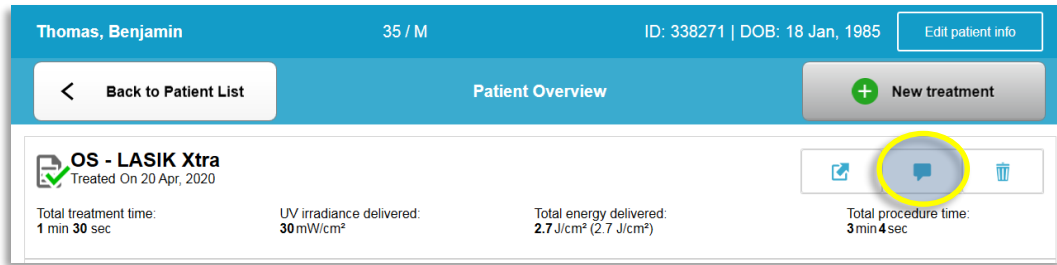 Thomas, Benjamin 35 / M ID: 338271 | DOB: 18 Jan, 1985 Edit patient info
Back to Patient List Patient Overview New treatment
OS - LASIK Xtra
Treated On 20 Apr, 2020
Total treatment time: UV irradiance delivered: Total energy delivered: Total procedure time:
1 min 30 sec 30 mW/cm² 2.7 J/cm² (2.7 J/cm²) 3 min 4 sec